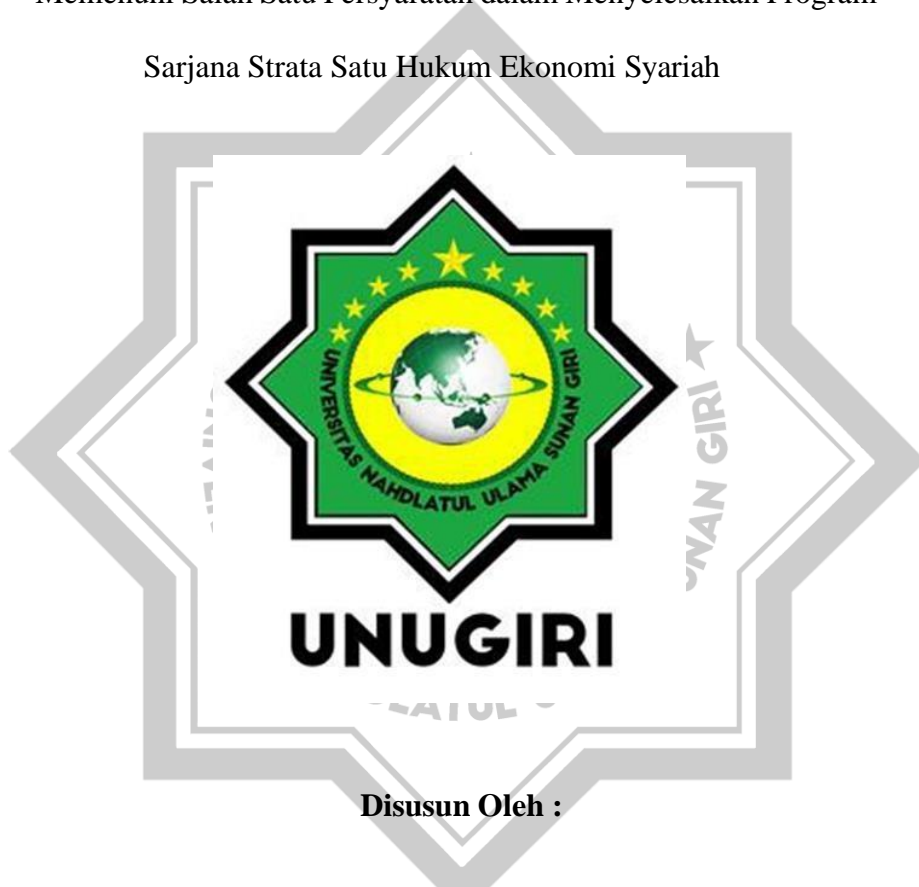 Memenuhi Salah Satu Persyaratan dalam Menyelesaikan Program
Sarjana Strata Satu Hukum Ekonomi Syariah
UNIVERSITAS NAHDLATUL ULAMA SUNAN GIRI
UNUGIRI
Disusun Oleh :